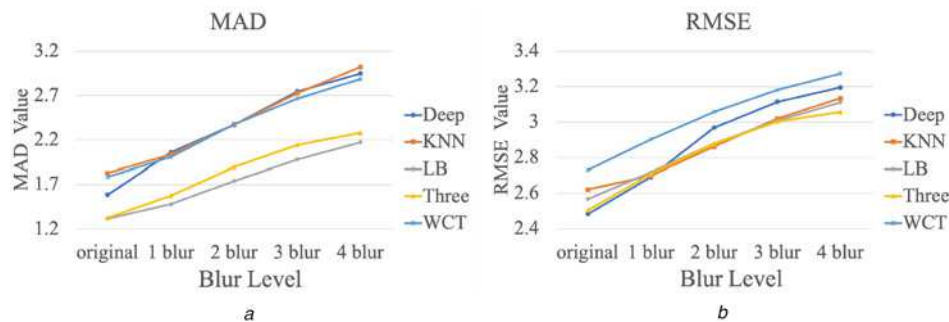 MAD
MAD Value
3.2
2.7
2.2
1.7
1.2
original 1 blur 2 blur 3 blur 4 blur
Blur Level
Deep
KNN
LB
Three
WCT
a
RMSE
RMSE Value
3.4
3.2
3
2.8
2.6
2.4
original 1 blur 2 blur 3 blur 4 blur
Blur Level
Deep
KNN
LB
Three
WCT
b